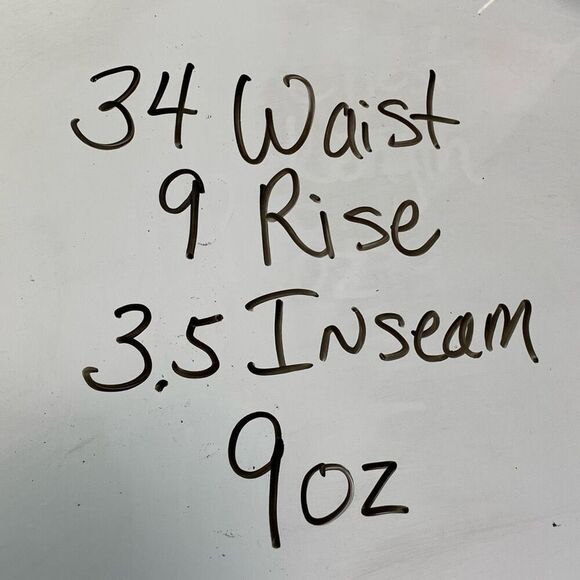 34 Waist
9 Rise
3.5 Inseam
9oz